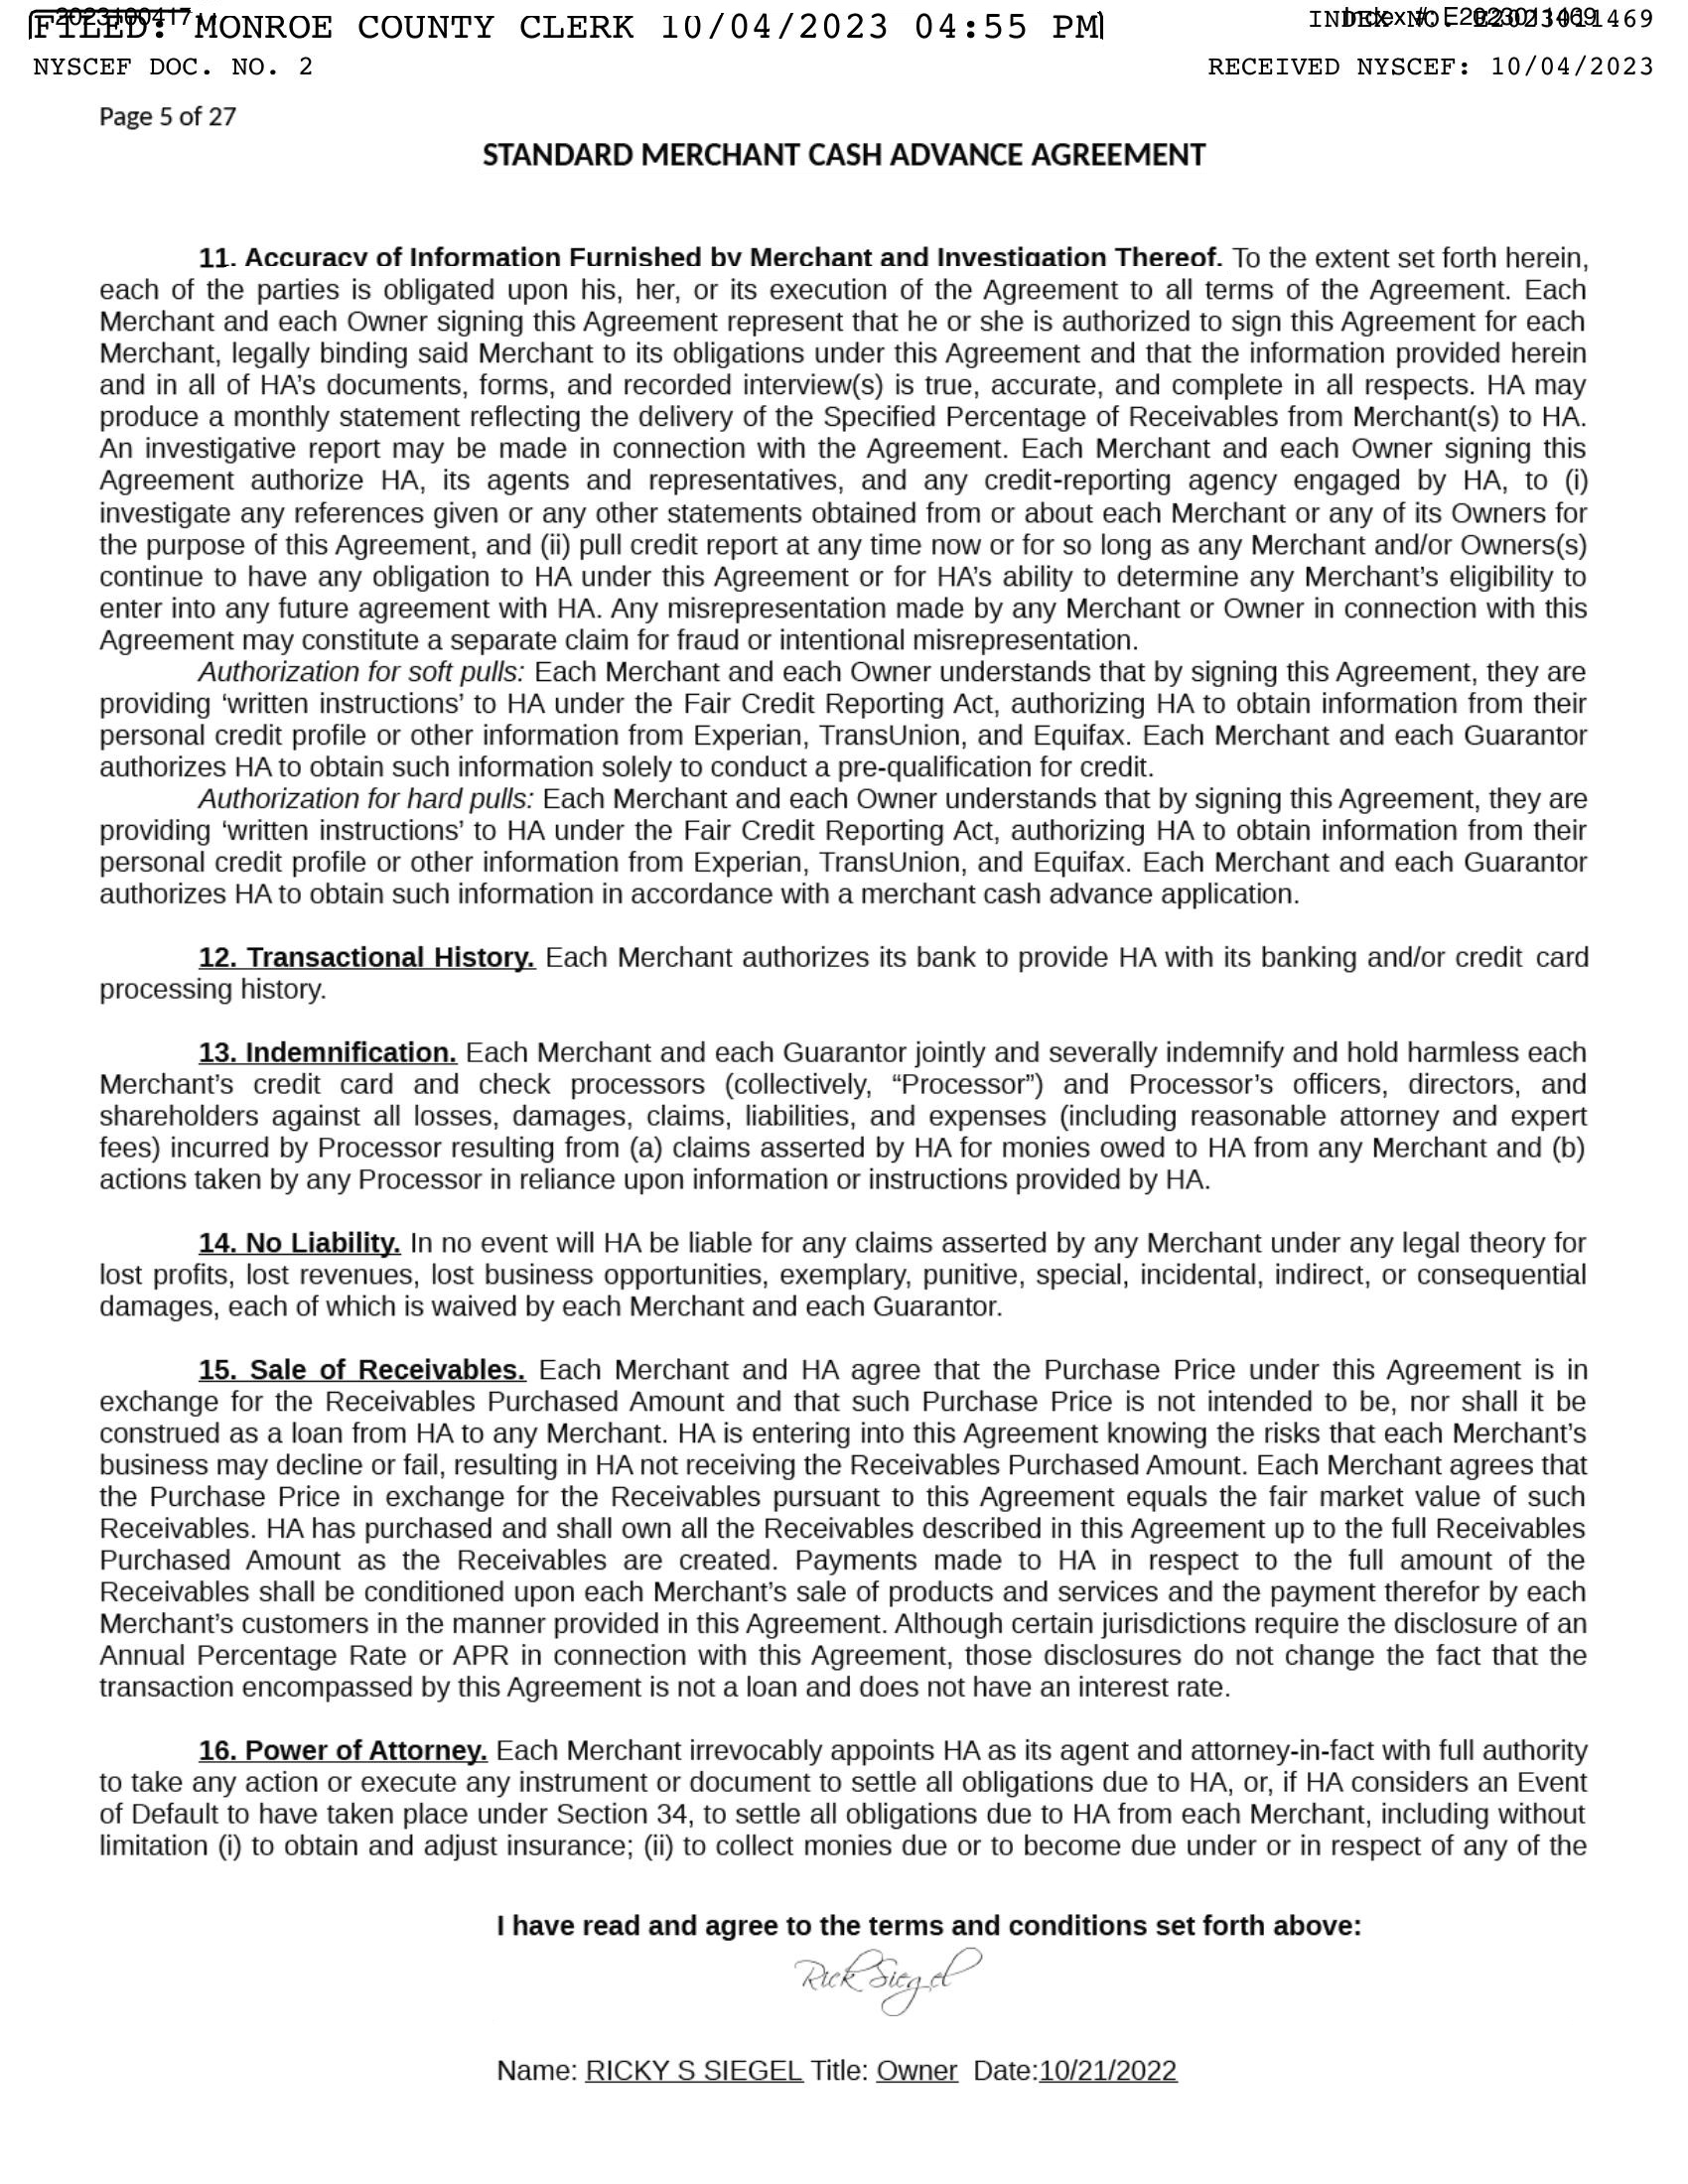 202310041711
FILED: MONROE COUNTY CLERK 10/04/2023 04:55 PM
INDEX NO. E2023011469
Index #: E2023011469
NYSCEF DOC. NO. 2
RECEIVED NYSCEF: 10/04/2023
Page 5 of 27
STANDARD MERCHANT CASH ADVANCE AGREEMENT
11. Accuracy of Information Furnished by Merchant and Investigation Thereof. To the extent set forth herein,
each of the parties is obligated upon his, her, or its execution of the Agreement to all terms of the Agreement. Each
Merchant and each Owner signing this Agreement represent that he or she is authorized to sign this Agreement for each
Merchant, legally binding said Merchant to its obligations under this Agreement and that the information provided herein
and in all of HA’s documents, forms, and recorded interview(s) is true, accurate, and complete in all respects. HA may
produce a monthly statement reflecting the delivery of the Specified Percentage of Receivables from Merchant(s) to HA.
An investigative report may be made in connection with the Agreement. Each Merchant and each Owner signing this
Agreement authorize HA, its agents and representatives, and any credit-reporting agency engaged by HA, to (i)
investigate any references given or any other statements obtained from or about each Merchant or any of its Owners for
the purpose of this Agreement, and (ii) pull credit report at any time now or for so long as any Merchant and/or Owners(s)
continue to have any obligation to HA under this Agreement or for HA’s ability to determine any Merchant’s eligibility to
enter into any future agreement with HA. Any misrepresentation made by any Merchant or Owner in connection with this
Agreement may constitute a separate claim for fraud or intentional misrepresentation.
Authorization for soft pulls: Each Merchant and each Owner understands that by signing this Agreement, they are
providing ‘written instructions’ to HA under the Fair Credit Reporting Act, authorizing HA to obtain information from their
personal credit profile or other information from Experian, TransUnion, and Equifax. Each Merchant and each Guarantor
authorizes HA to obtain such information solely to conduct a pre-qualification for credit.
Authorization for hard pulls: Each Merchant and each Owner understands that by signing this Agreement, they are
providing ‘written instructions’ to HA under the Fair Credit Reporting Act, authorizing HA to obtain information from their
personal credit profile or other information from Experian, TransUnion, and Equifax. Each Merchant and each Guarantor
authorizes HA to obtain such information in accordance with a merchant cash advance application.
12. Transactional History. Each Merchant authorizes its bank to provide HA with its banking and/or credit card
processing history.
13. Indemnification. Each Merchant and each Guarantor jointly and severally indemnify and hold harmless each
Merchant’s credit card and check processors (collectively, “Processor”) and Processor’s officers, directors, and
shareholders against all losses, damages, claims, liabilities, and expenses (including reasonable attorney and expert
fees) incurred by Processor resulting from (a) claims asserted by HA for monies owed to HA from any Merchant and (b)
actions taken by any Processor in reliance upon information or instructions provided by HA.
14. No Liability. In no event will HA be liable for any claims asserted by any Merchant under any legal theory for
lost profits, lost revenues, lost business opportunities, exemplary, punitive, special, incidental, indirect, or consequential
damages, each of which is waived by each Merchant and each Guarantor.
15. Sale of Receivables. Each Merchant and HA agree that the Purchase Price under this Agreement is in
exchange for the Receivables Purchased Amount and that such Purchase Price is not intended to be, nor shall it be
construed as a loan from HA to any Merchant. HA is entering into this Agreement knowing the risks that each Merchant’s
business may decline or fail, resulting in HA not receiving the Receivables Purchased Amount. Each Merchant agrees that
the Purchase Price in exchange for the Receivables pursuant to this Agreement equals the fair market value of such
Receivables. HA has purchased and shall own all the Receivables described in this Agreement up to the full Receivables
Purchased Amount as the Receivables are created. Payments made to HA in respect to the full amount of the
Receivables shall be conditioned upon each Merchant’s sale of products and services and the payment therefor by each
Merchant’s customers in the manner provided in this Agreement. Although certain jurisdictions require the disclosure of an
Annual Percentage Rate or APR in connection with this Agreement, those disclosures do not change the fact that the
transaction encompassed by this Agreement is not a loan and does not have an interest rate.
16. Power of Attorney. Each Merchant irrevocably appoints HA as its agent and attorney-in-fact with full authority
to take any action or execute any instrument or document to settle all obligations due to HA, or, if HA considers an Event
of Default to have taken place under Section 34, to settle all obligations due to HA from each Merchant, including without
limitation (i) to obtain and adjust insurance; (ii) to collect monies due or to become due under or in respect of any of the
I have read and agree to the terms and conditions set forth above:
Rick Siegel
Name: RICKY S SIEGEL Title: Owner Date:10/21/2022